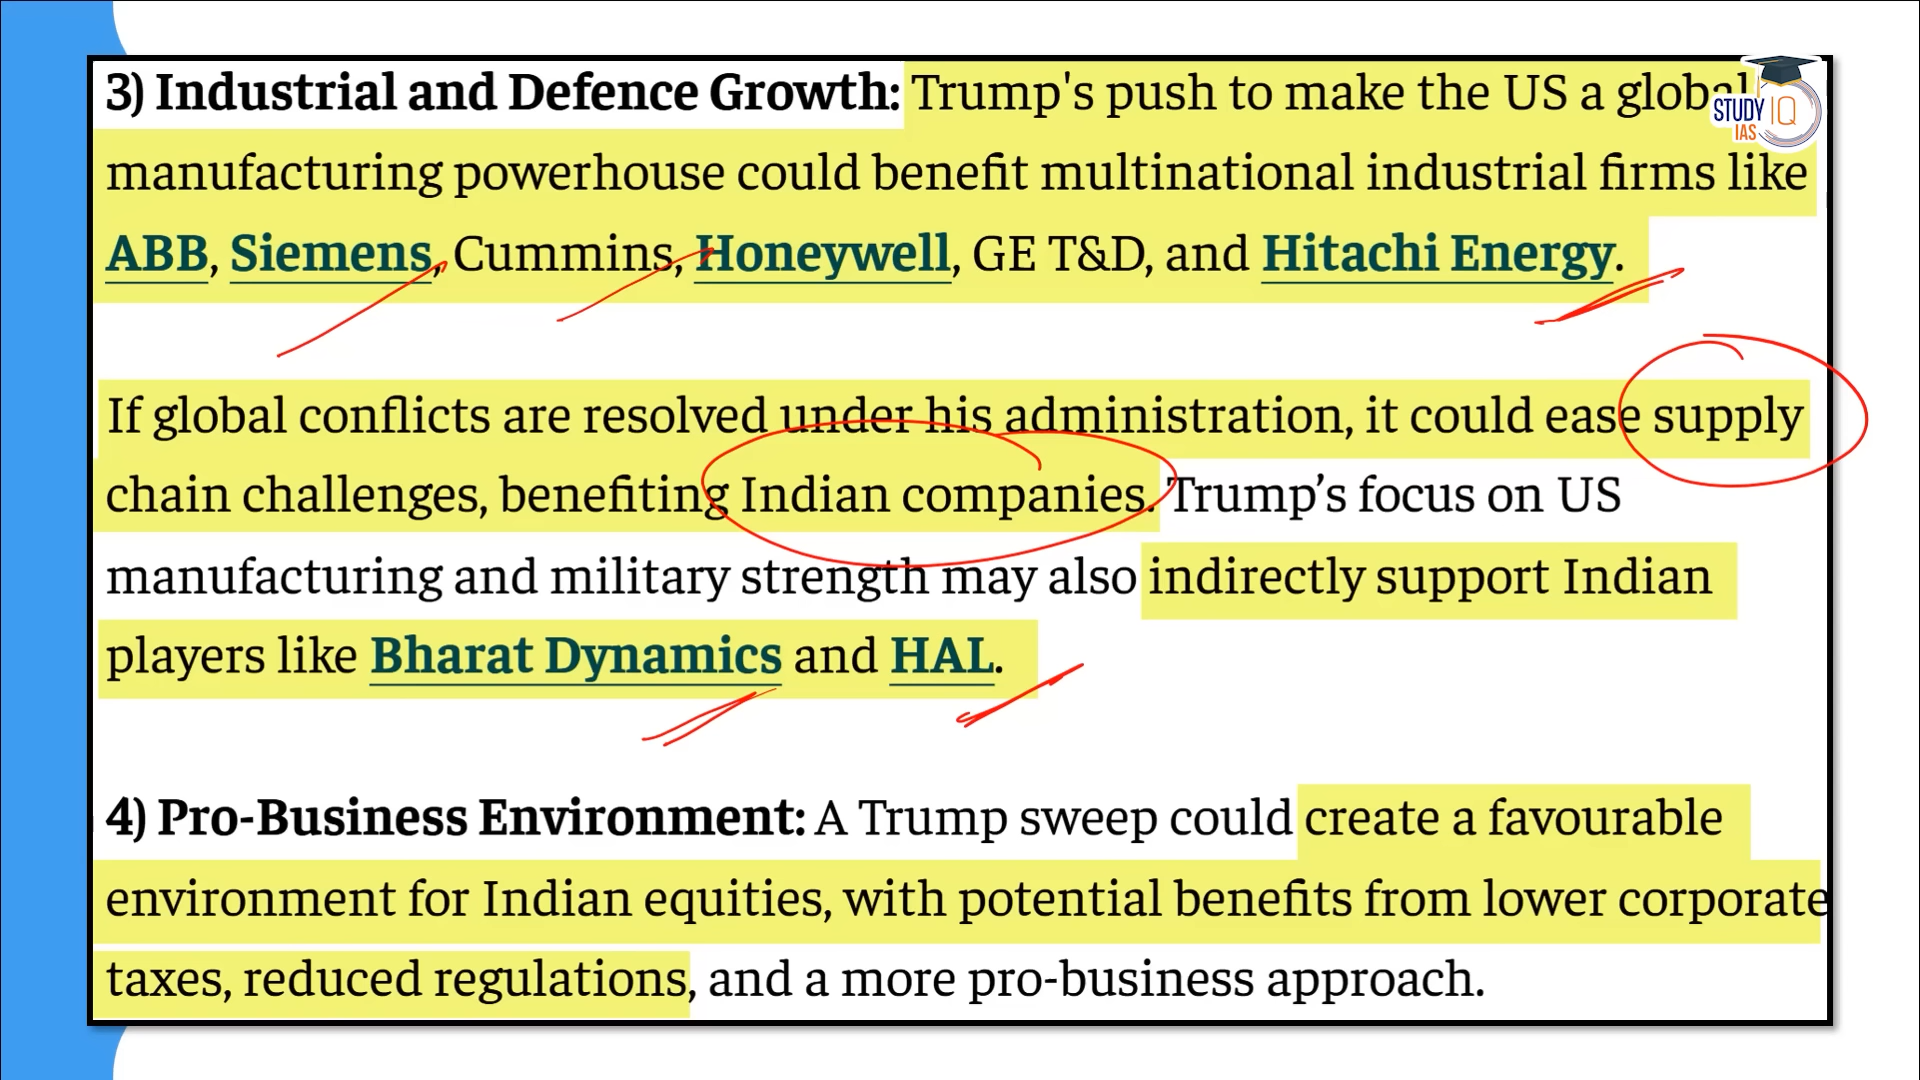 3) Industrial and Defence Growth: Trump's push to make the US a global
manufacturing powerhouse could benefit multinational industrial firms like
ABB, Siemens, Cummins, Honeywell, GE T&D, and Hitachi Energy.
If global conflicts are resolved under his administration, it could ease supply
chain challenges, benefiting Indian companies. Trump’s focus on US
manufacturing and military strength may also indirectly support Indian
players like Bharat Dynamics and HAL.
4) Pro-Business Environment: A Trump sweep could create a favourable
environment for Indian equities, with potential benefits from lower corporate
taxes, reduced regulations, and a more pro-business approach.
STUDY IQ
IAS